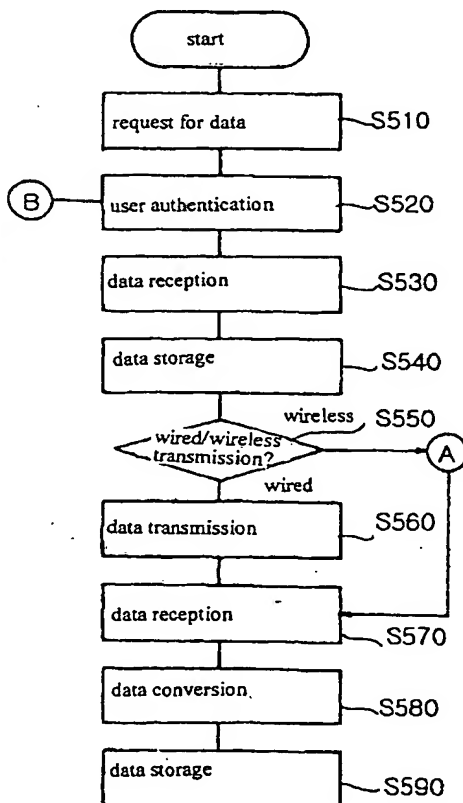 start
request for data
S510
B
user authentication
S520
data reception
S530
data storage
S540
wireless
S550
wired/wireless
transmission?
A
wired
data transmission
S560
data reception
S570
data conversion
S580
data storage
S590